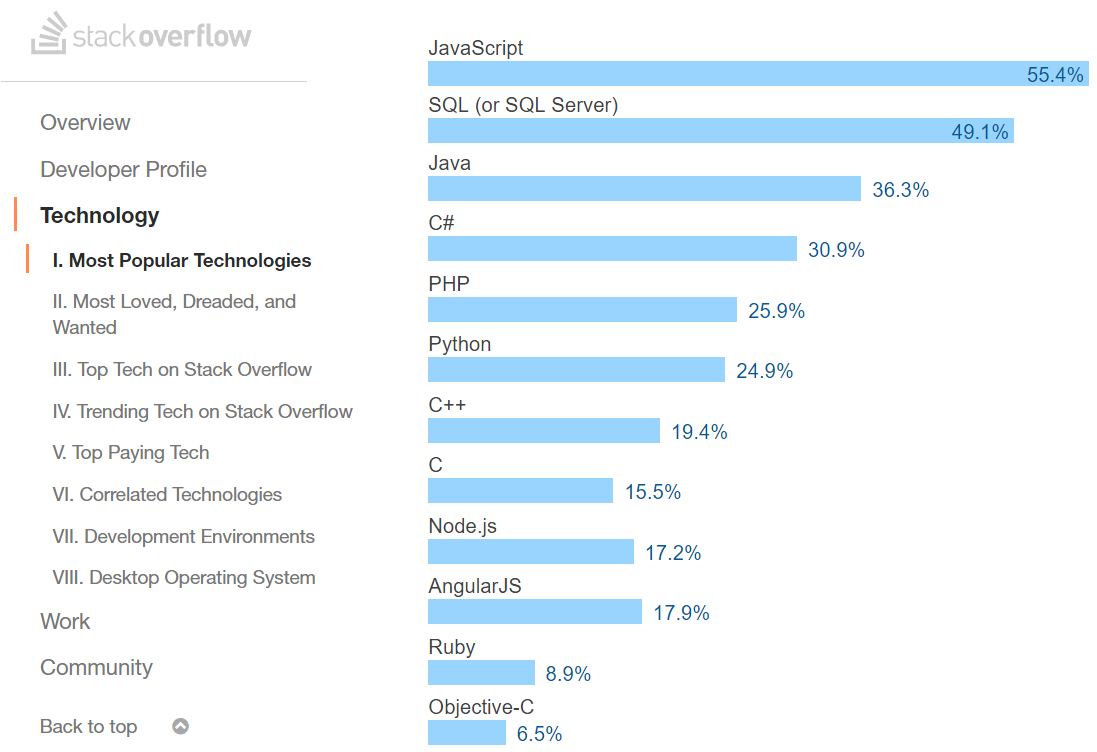 stackoverflow
Overview
Developer Profile
Technology
I. Most Popular Technologies
II. Most Loved, Dreaded, and
Wanted
III. Top Tech on Stack Overflow
IV. Trending Tech on Stack Overflow
V. Top Paying Tech
VI. Correlated Technologies
VII. Development Environments
VIII. Desktop Operating System
Work
Community
Back to top
JavaScript
55.4%
SQL (or SQL Server)
49.1%
Java
36.3%
C#
30.9%
PHP
25.9%
Python
24.9%
C++
19.4%
C
15.5%
Node.js
17.2%
AngularJS
17.9%
Ruby
8.9%
Objective-C
6.5%